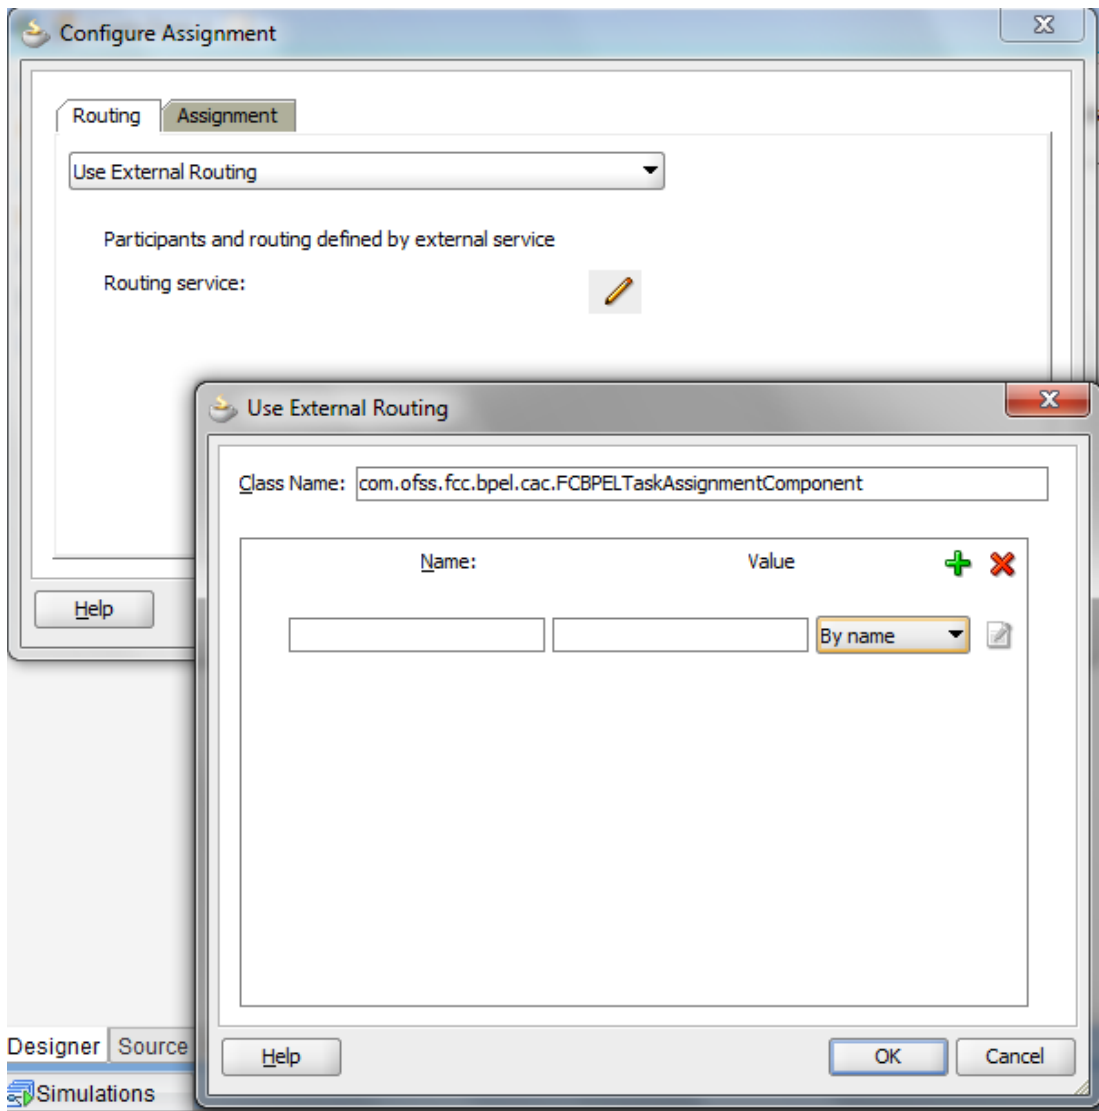 Configure Assignment
Routing
Assignment
Use External Routing
Participants and routing defined by external service
Routing service:
Help
Use External Routing
Class Name: com.ofss.fcc.bpel.cac.FCBPELTaskAssignmentComponent
Name: Value
By name
Help OK Cancel
Designer Source
Simulations